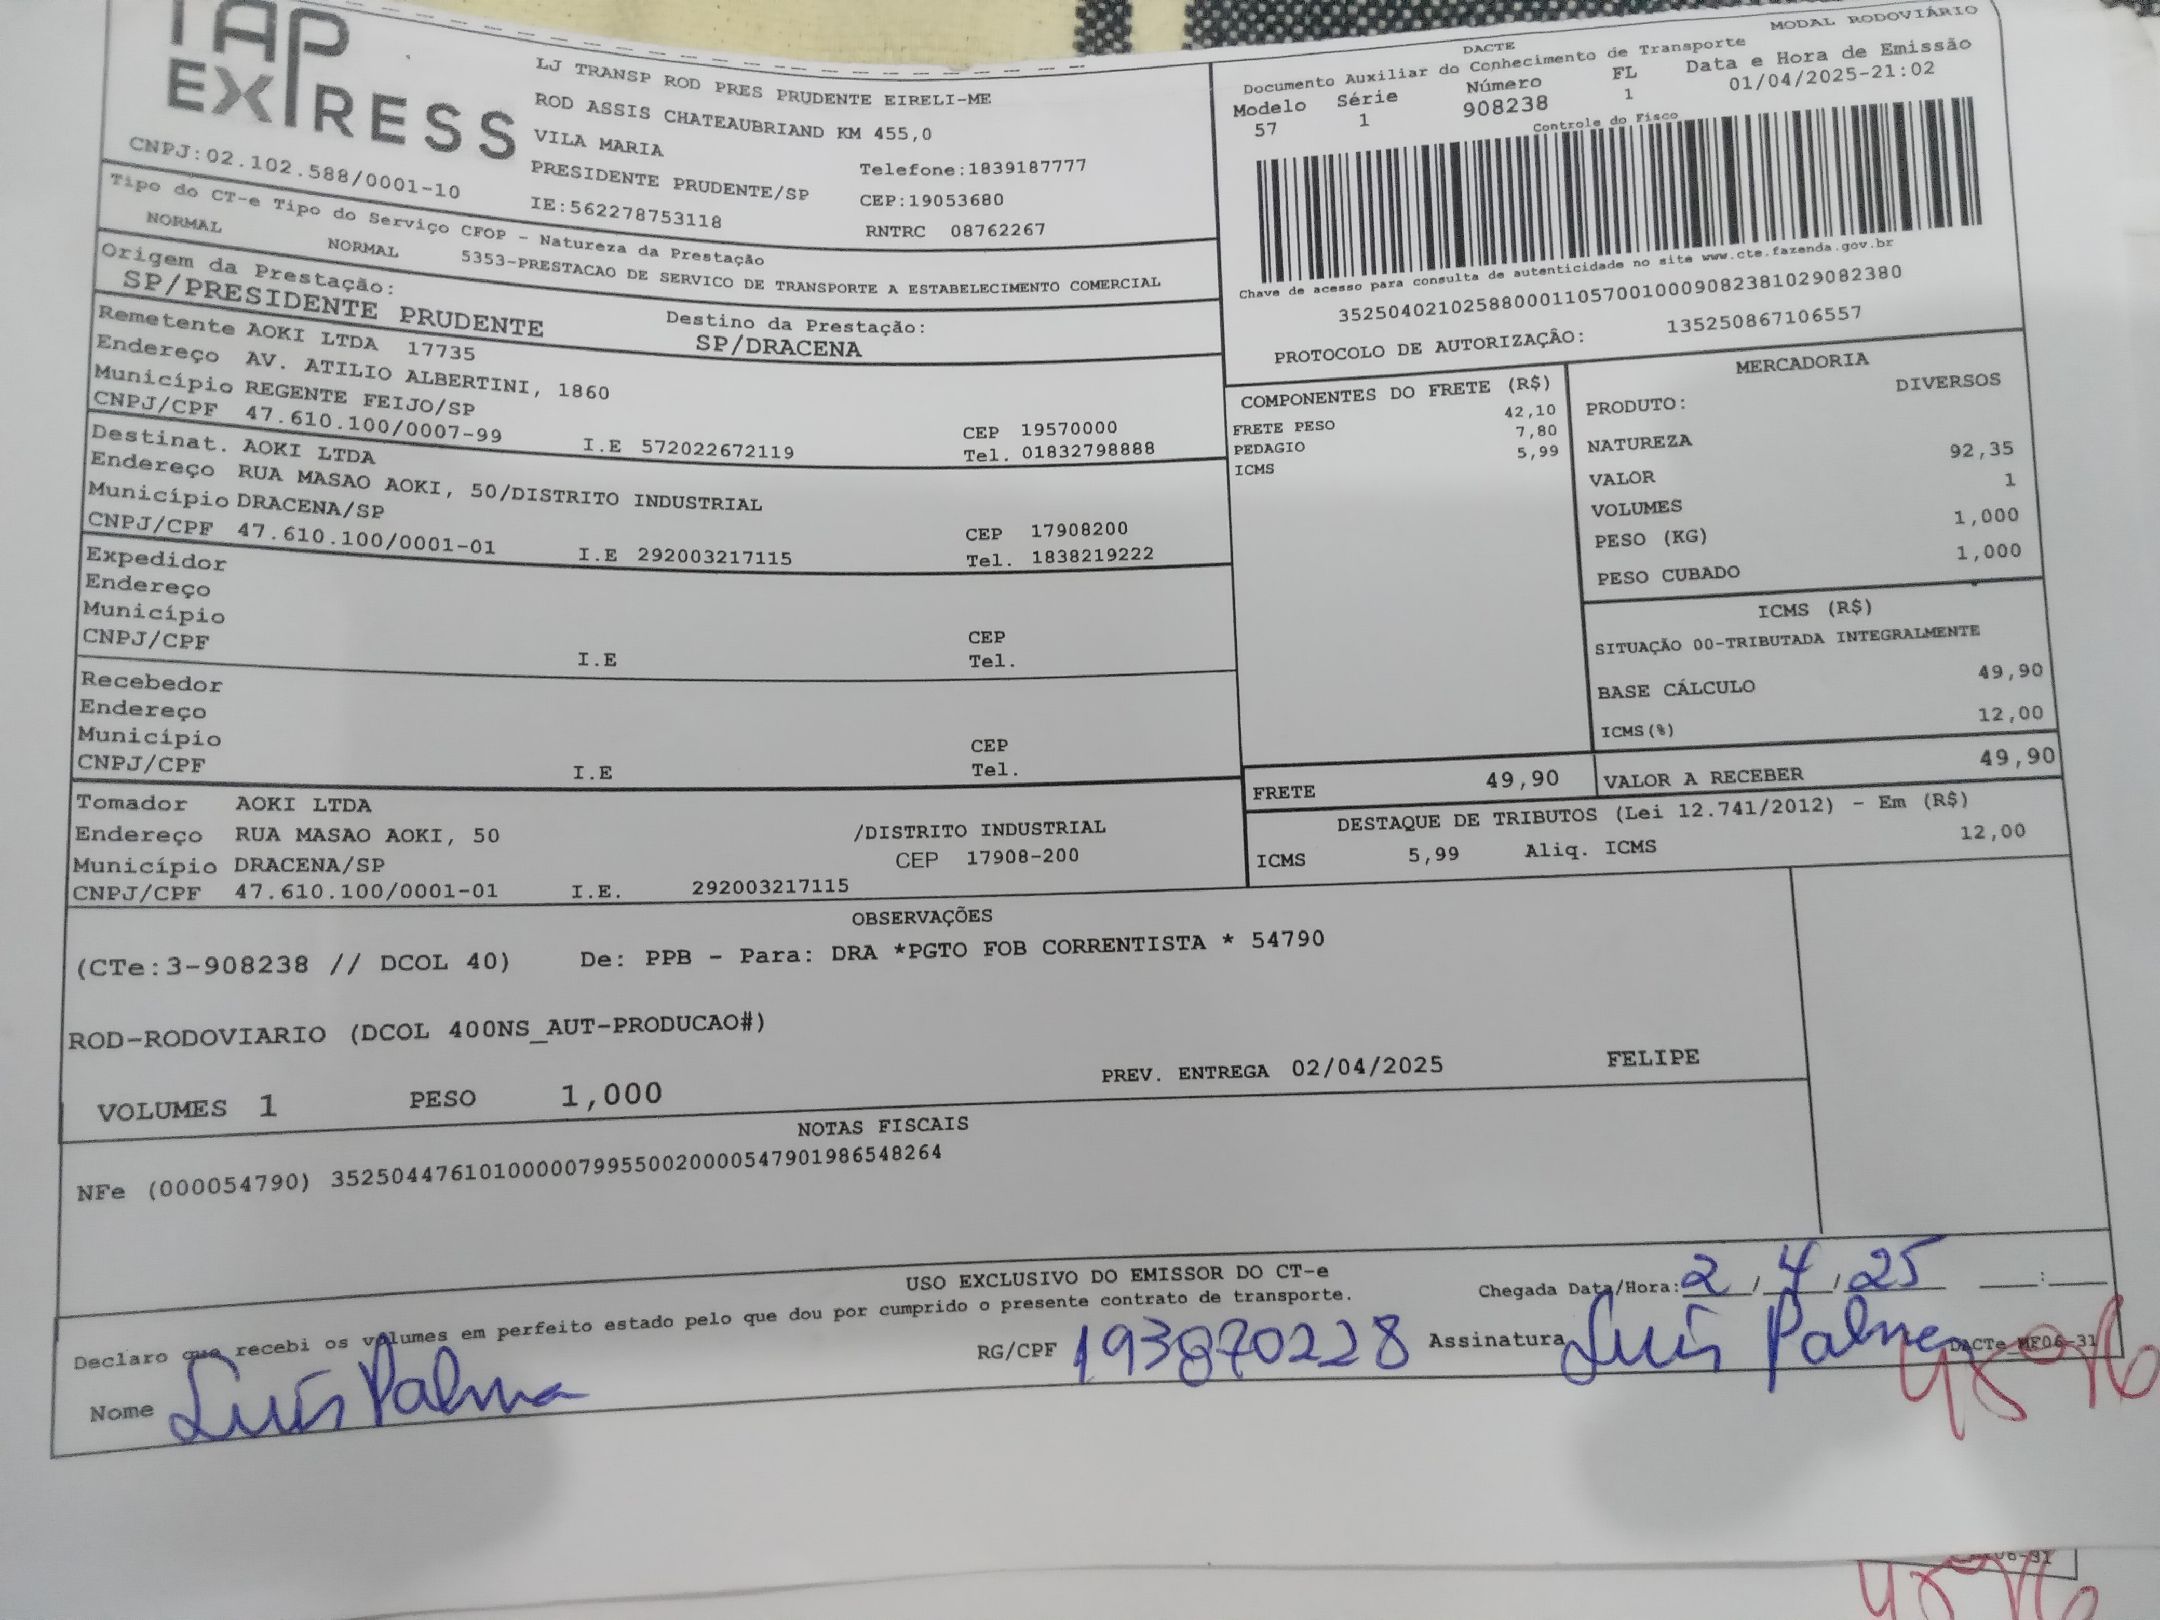 TAP
EXPRESS
CNPJ:02.102.588/0001-10
LJ TRANSP ROD PRES PRUDENTE EIRELI-ME
ROD ASSIS CHATEAUBRIAND KM 455,0
VILA MARIA
PRESIDENTE PRUDENTE/SP
IE:562278753118
Telefone:1839187777
CEP:19053680
RNTRC 08762267
DACTE
MODAL RODOVIÁRIO
Documento Auxiliar do Conhecimento de Transporte
Modelo Série Número FL Data e Hora de Emissão
57 1 908238 1 01/04/2025-21:02
Controle do Fisco
Chave de acesso para consulta de autenticidade no site www.cte.fazenda.gov.br
35250402102588000110570010009082381029082380
PROTOCOLO DE AUTORIZAÇÃO: 135250867106557
Tipo do CT-e Tipo do Serviço CFOP - Natureza da Prestação
NORMAL NORMAL 5353-PRESTACAO DE SERVICO DE TRANSPORTE A ESTABELECIMENTO COMERCIAL
Origem da Prestação: Destino da Prestação:
SP/PRESIDENTE PRUDENTE SP/DRACENA
Remetente AOKI LTDA 17735
Endereço AV. ATILIO ALBERTINI, 1860
Município REGENTE FEIJO/SP CEP 19570000
CNPJ/CPF 47.610.100/0007-99 I.E 572022672119 Tel. 01832798888
Destinat. AOKI LTDA
Endereço RUA MASAO AOKI, 50/DISTRITO INDUSTRIAL
Município DRACENA/SP CEP 17908200
CNPJ/CPF 47.610.100/0001-01 I.E 292003217115 Tel. 1838219222
Expedidor
Endereço
Município CEP
CNPJ/CPF I.E Tel.
Recebedor
Endereço
Município CEP
CNPJ/CPF I.E Tel.
Tomador AOKI LTDA
Endereço RUA MASAO AOKI, 50 /DISTRITO INDUSTRIAL
Município DRACENA/SP CEP 17908-200
CNPJ/CPF 47.610.100/0001-01 I.E. 292003217115
COMPONENTES DO FRETE (R$)
FRETE PESO 42,10
PEDAGIO 7,80
ICMS 5,99
MERCADORIA
PRODUTO: DIVERSOS
NATUREZA
VALOR 92,35
VOLUMES 1
PESO (KG) 1,000
PESO CUBADO 1,000
ICMS (R$)
SITUAÇÃO 00-TRIBUTADA INTEGRALMENTE
BASE CÁLCULO 49,90
ICMS(%) 12,00
FRETE 49,90 VALOR A RECEBER 49,90
DESTAQUE DE TRIBUTOS (Lei 12.741/2012) - Em (R$)
ICMS 5,99 Aliq. ICMS 12,00
OBSERVAÇÕES
(CTe:3-908238 // DCOL 40) De: PPB - Para: DRA *PGTO FOB CORRENTISTA * 54790
ROD-RODOVIARIO (DCOL 400NS_AUT-PRODUCAO#)
VOLUMES 1 PESO 1,000 PREV. ENTREGA 02/04/2025 FELIPE
NOTAS FISCAIS
NFe (000054790) 35250447610100000799550020000547901986548264
USO EXCLUSIVO DO EMISSOR DO CT-e
Declaro que recebi os volumes em perfeito estado pelo que dou por cumprido o presente contrato de transporte.
Chegada Data/Hora: 2/4/25 __:__
Nome Luís Palma RG/CPF 193870228 Assinatura Luís Palma
DACTe_MF06-31
06-31